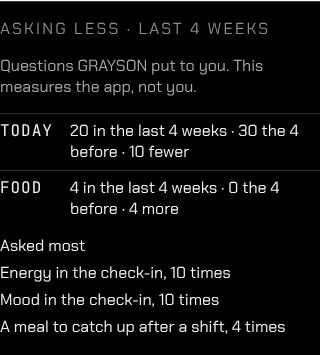 ASKING LESS · LAST 4 WEEKS
Questions GRAYSON put to you. This
measures the app, not you.
TODAY 20 in the last 4 weeks · 30 the 4
before · 10 fewer
FOOD 4 in the last 4 weeks · 0 the 4
before · 4 more
Asked most
Energy in the check-in, 10 times
Mood in the check-in, 10 times
A meal to catch up after a shift, 4 times